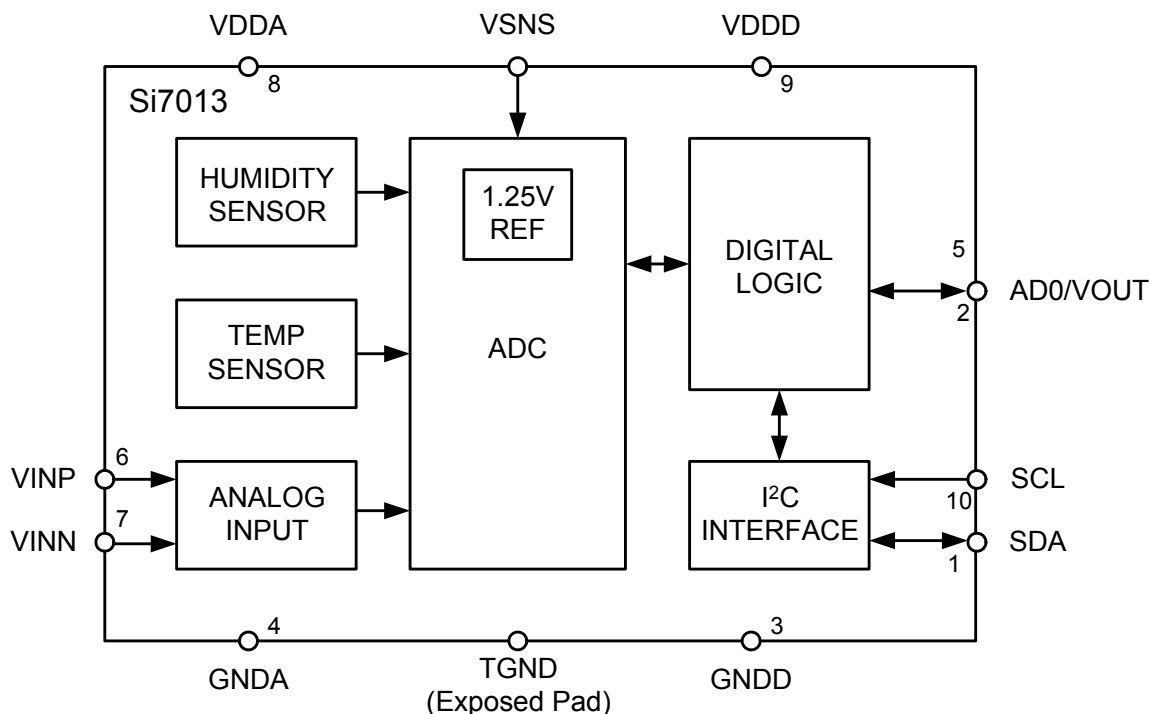 VDDA
VSNS
VDDD
8
9
Si7013
HUMIDITY
SENSOR
1.25V
REF
DIGITAL
LOGIC
5
AD0/VOUT
2
TEMP
SENSOR
ADC
VINP
6
ANALOG
INPUT
I²C
INTERFACE
SCL
10
VINN
7
SDA
1
4
3
GNDA
TGND
(Exposed Pad)
GNDD